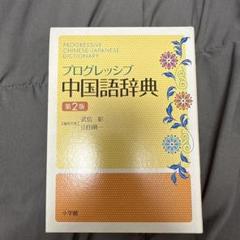 PROGRESSIVE
CHINESE-JAPANESE
DICTIONARY
プログレッシブ
中国語辞典
第2版
武信 彰
山田眞一
小学館